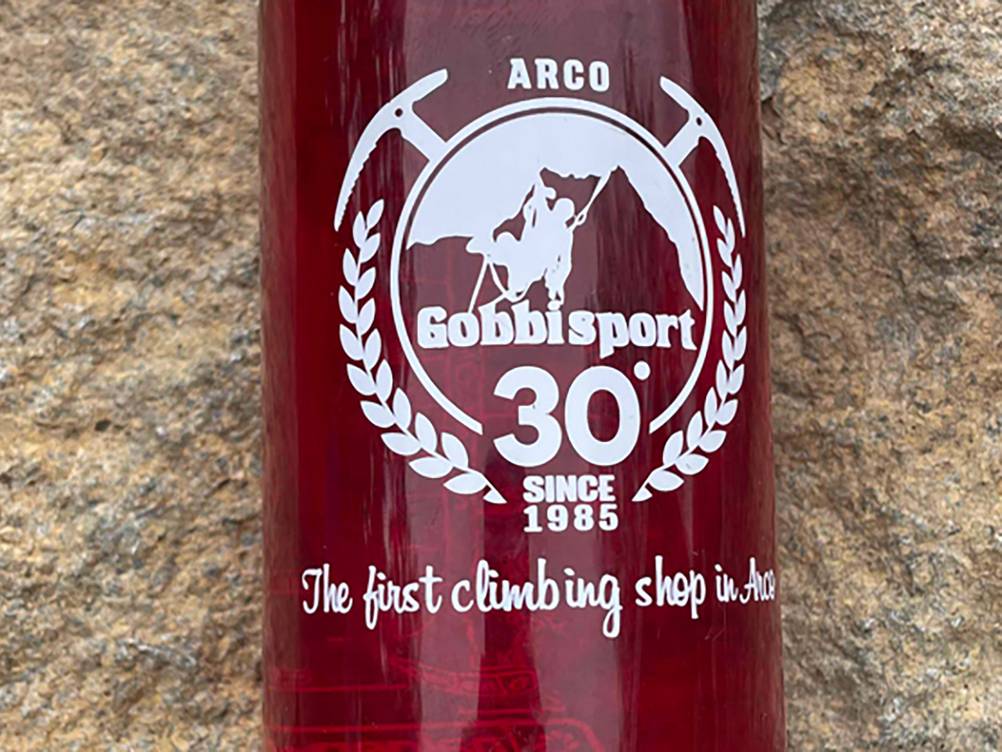 ARCO
Gobbisport
30°
SINCE
1985
The first climbing shop in Arco